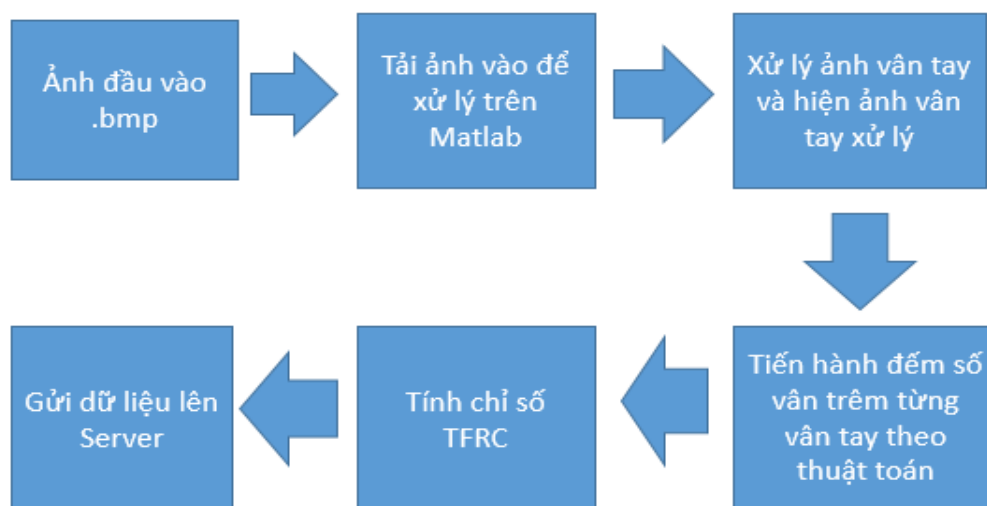 Ảnh đầu vào
.bmp
Tải ảnh vào để
xử lý trên
Matlab
Xử lý ảnh vân tay
và hiện ảnh vân
tay xử lý
Tiến hành đếm số
vân trêm từng
vân tay theo
thuật toán
Tính chỉ số
TFRC
Gửi dữ liệu lên
Server